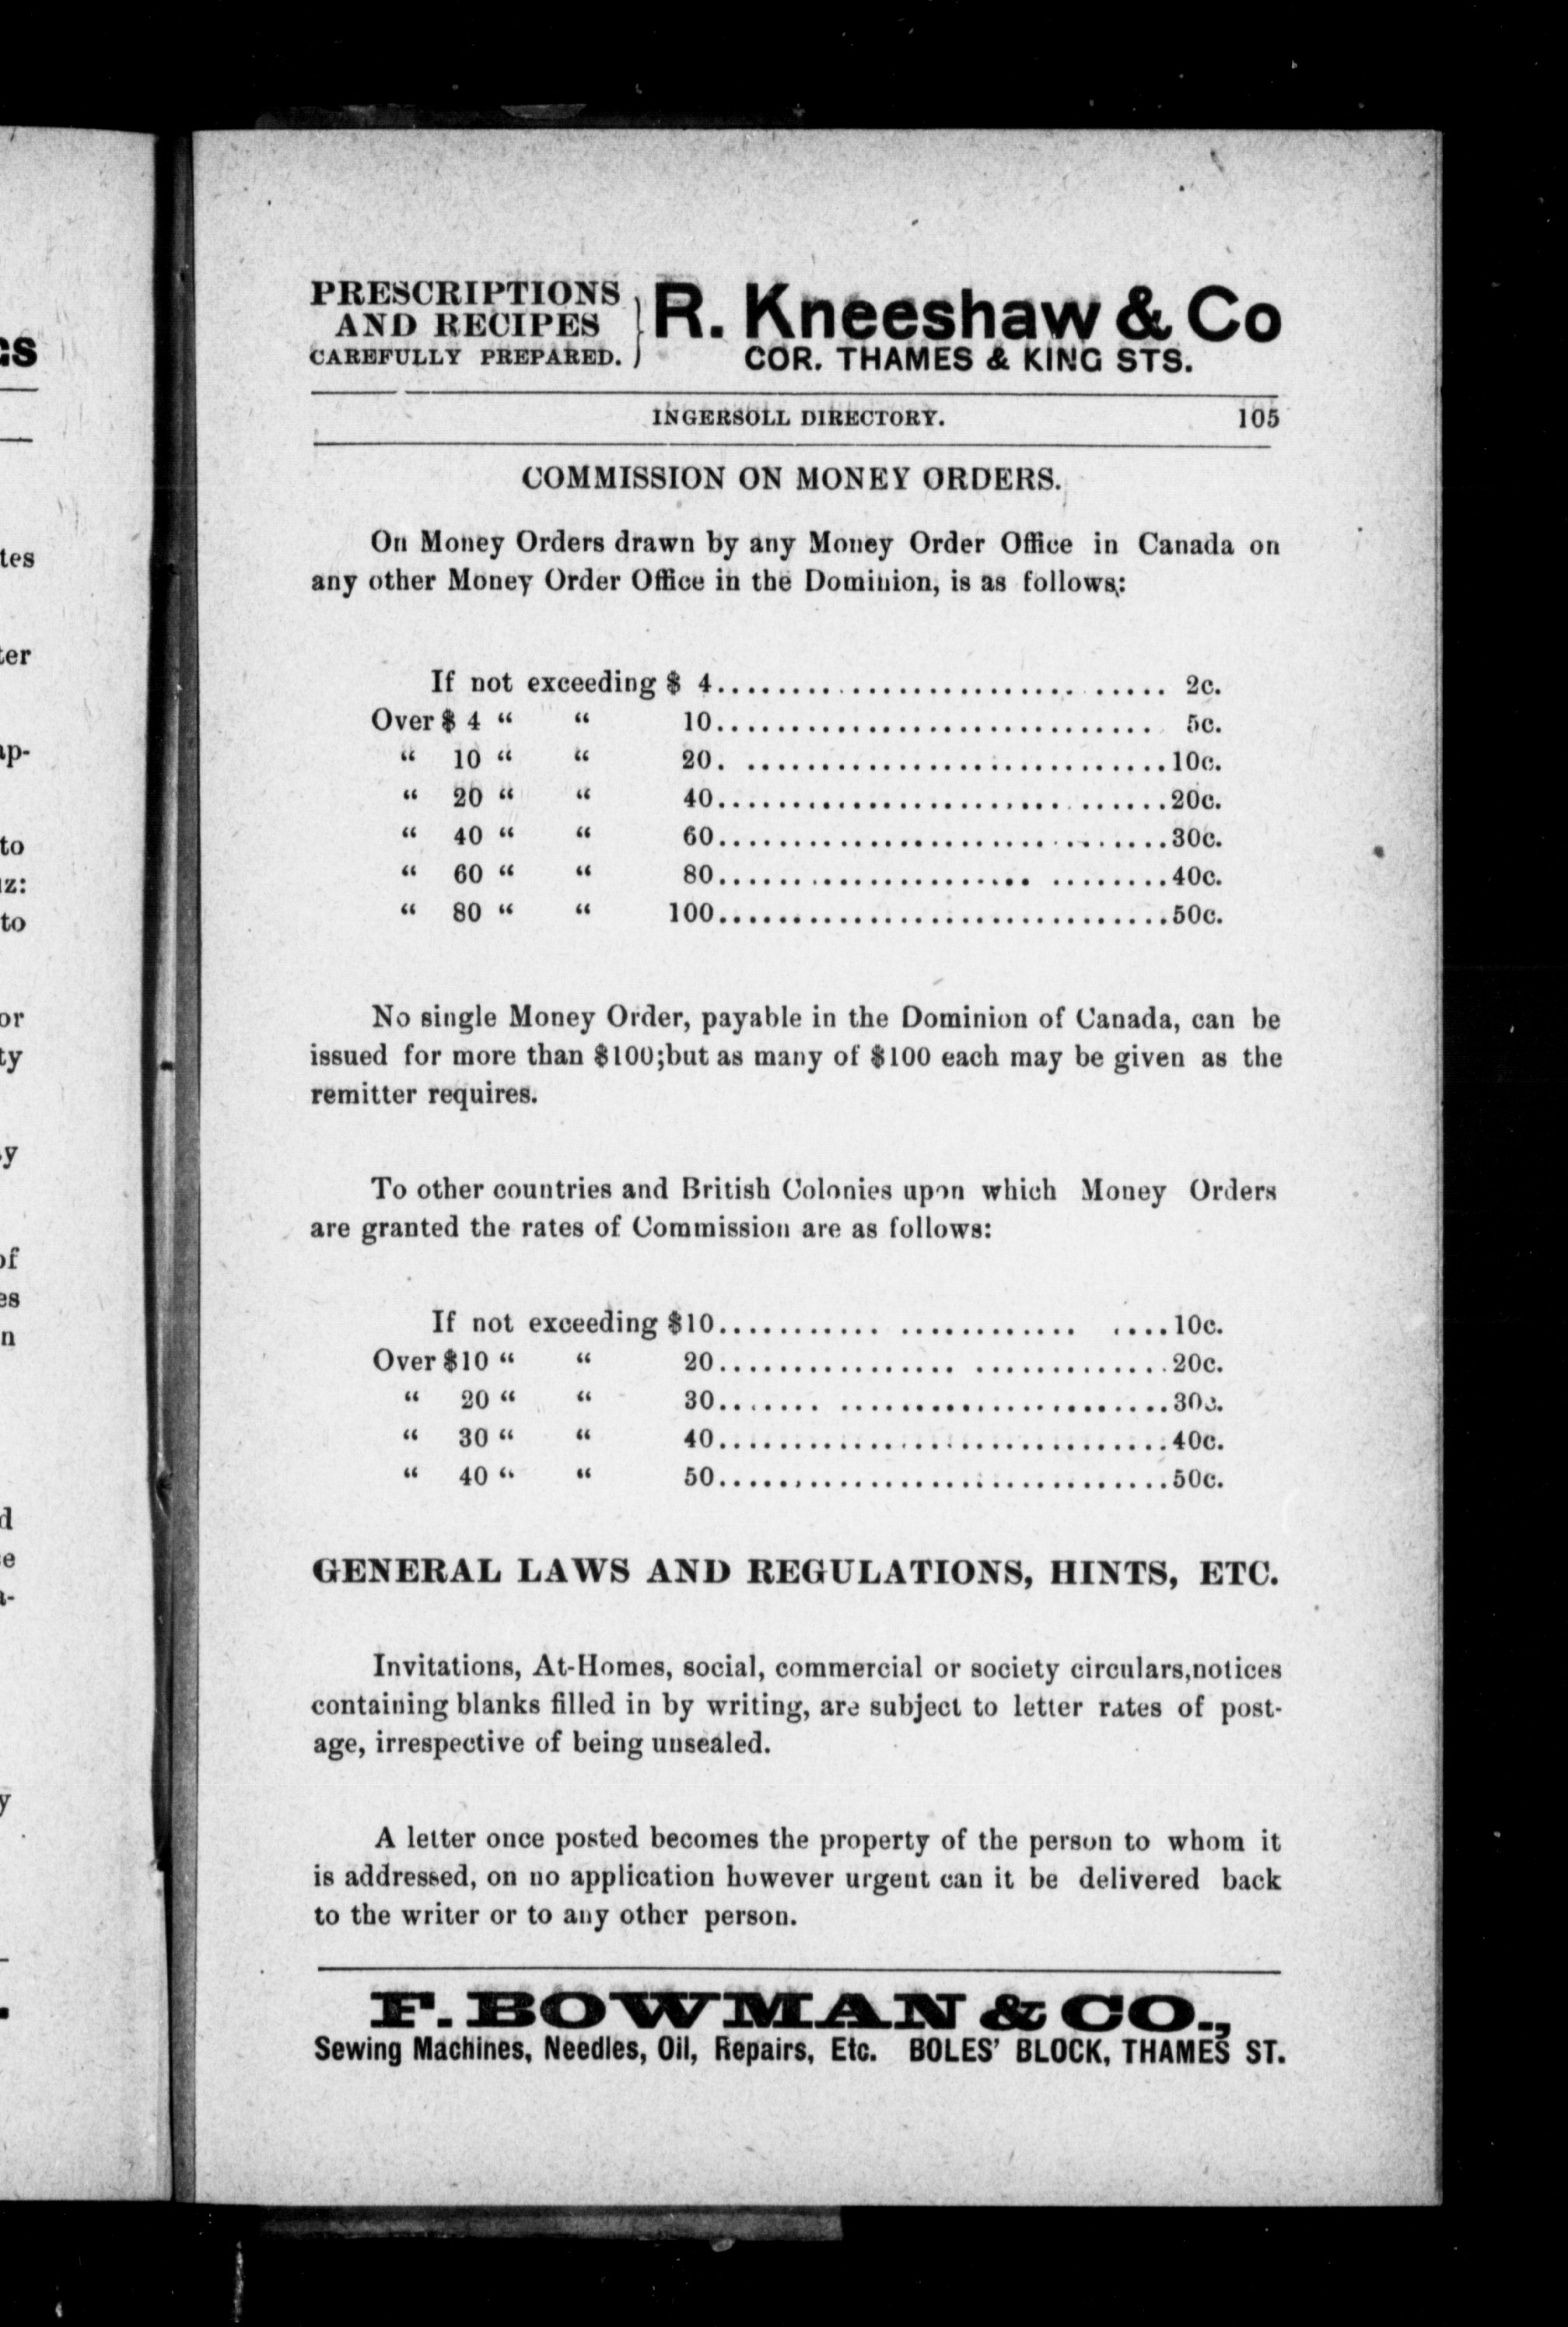 PRESCRIPTIONS
AND RECIPES
CAREFULLY PREPARED.
R. Kneeshaw & Co
COR. THAMES & KING STS.
INGERSOLL DIRECTORY. 105
COMMISSION ON MONEY ORDERS.
On Money Orders drawn by any Money Order Office in Canada on
any other Money Order Office in the Dominion, is as follows:
If not exceeding $ 4.............................. 2c.
Over $ 4 “ “ 10.............................. 5c.
“ 10 “ “ 20..............................10c.
“ 20 “ “ 40..............................20c.
“ 40 “ “ 60..............................30c.
“ 60 “ “ 80..............................40c.
“ 80 “ “ 100..............................50c.
No single Money Order, payable in the Dominion of Canada, can be
issued for more than $100;but as many of $100 each may be given as the
remitter requires.
To other countries and British Colonies upon which Money Orders
are granted the rates of Commission are as follows:
If not exceeding $10..............................10c.
Over $10 “ “ 20..............................20c.
“ 20 “ “ 30..............................30c.
“ 30 “ “ 40..............................40c.
“ 40 “ “ 50..............................50c.
GENERAL LAWS AND REGULATIONS, HINTS, ETC.
Invitations, At-Homes, social, commercial or society circulars,notices
containing blanks filled in by writing, are subject to letter rates of post-
age, irrespective of being unsealed.
A letter once posted becomes the property of the person to whom it
is addressed, on no application however urgent can it be delivered back
to the writer or to any other person.
F. BOWMAN & CO.,
Sewing Machines, Needles, Oil, Repairs, Etc. BOLES' BLOCK, THAMES ST.